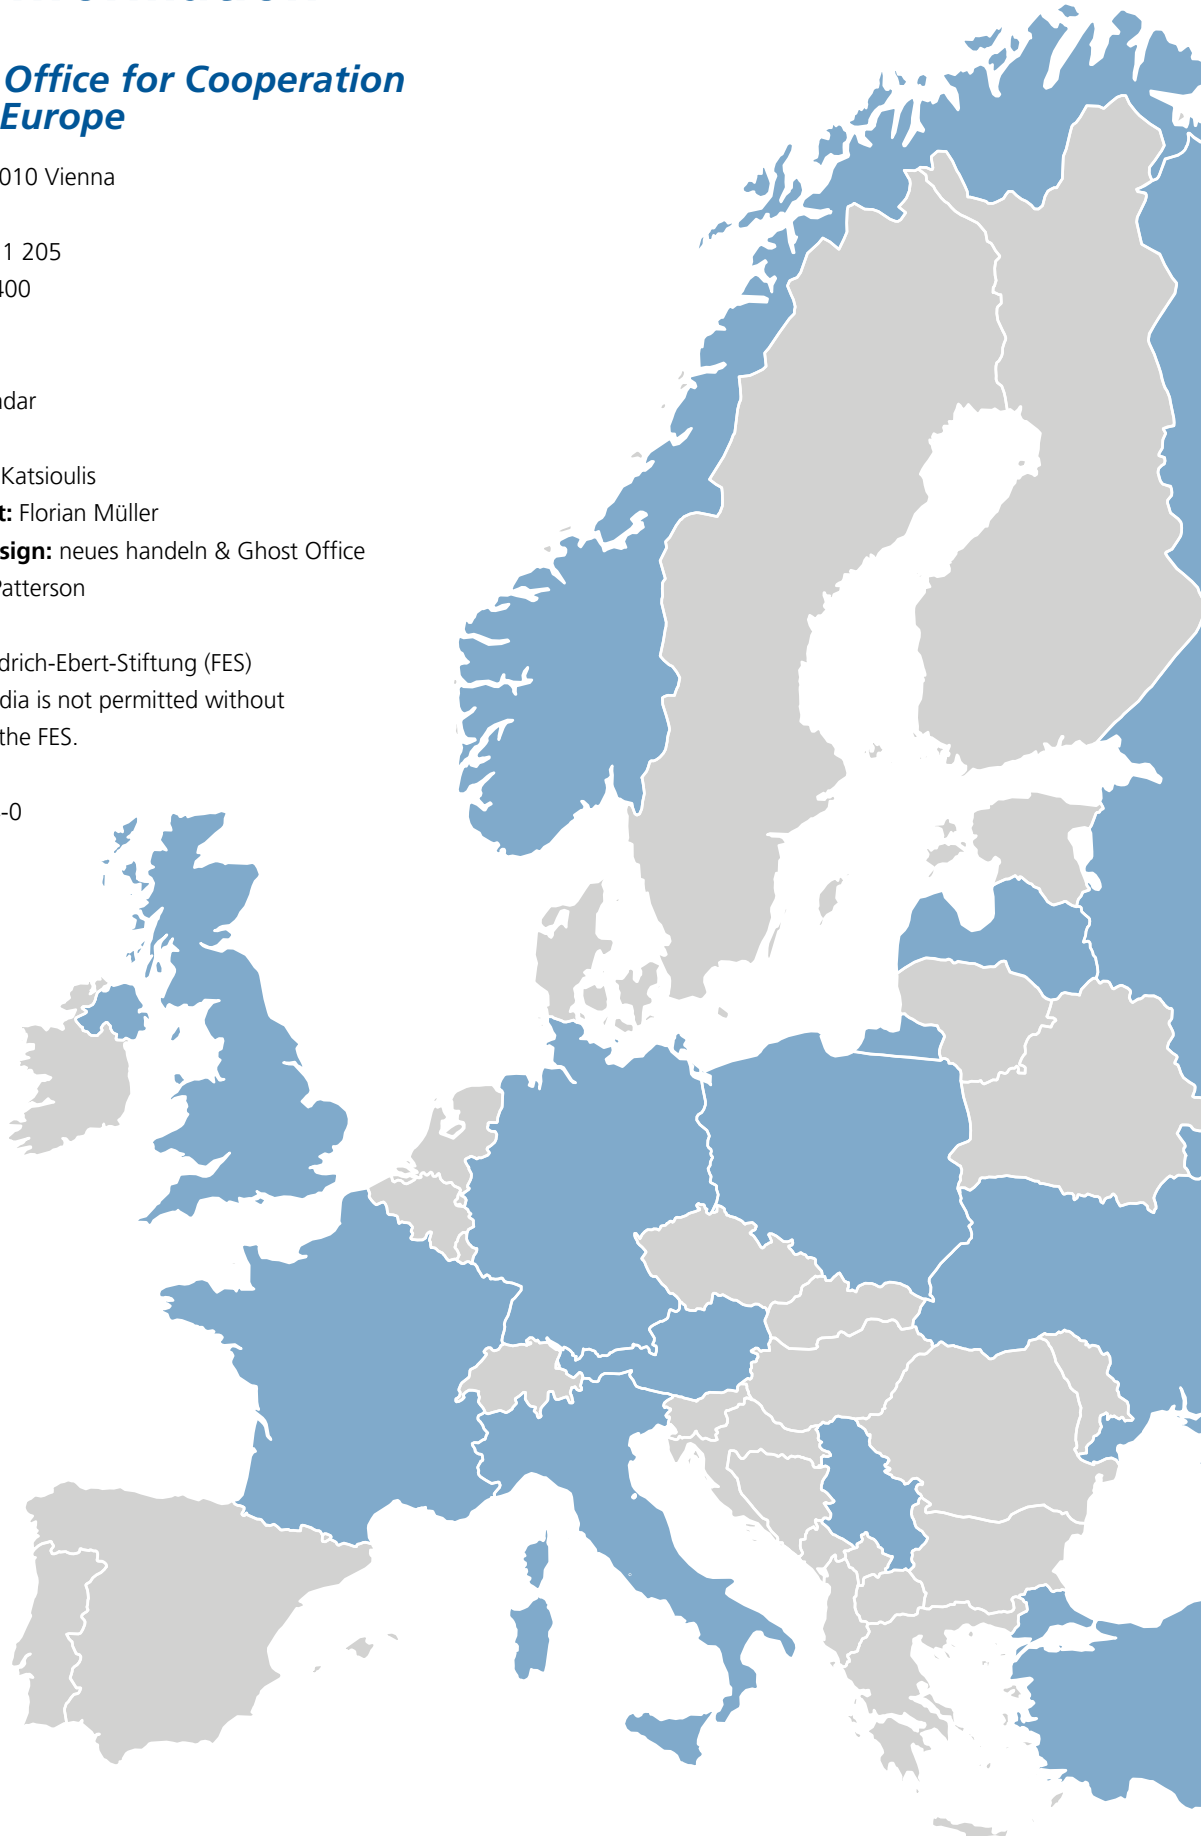 Office for Cooperation
Europe
010 Vienna
1 205
400
dar
Katsioulis
t: Florian Müller
sign: neues handeln & Ghost Office
Patterson
drich-Ebert-Stiftung (FES)
dia is not permitted without
the FES.
-0